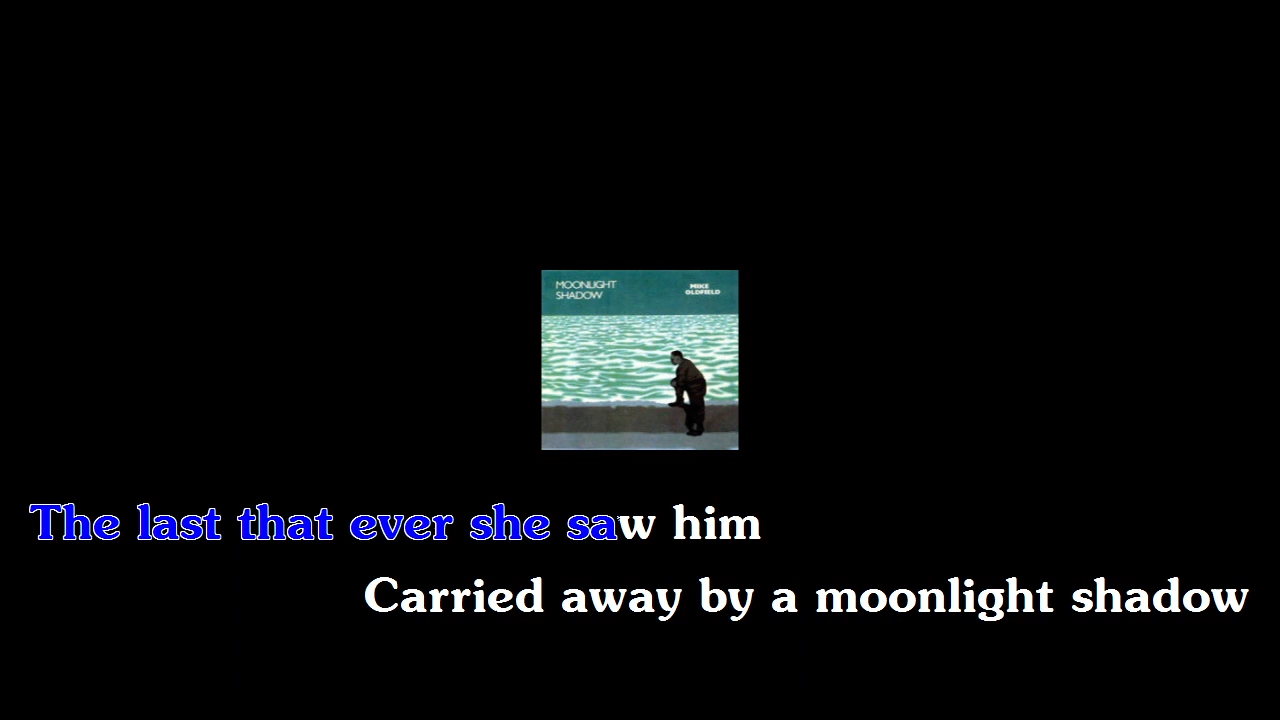 MOONLIGHT
SHADOW
MIKE
OLDFIELD
The last that ever she saw him
Carried away by a moonlight shadow